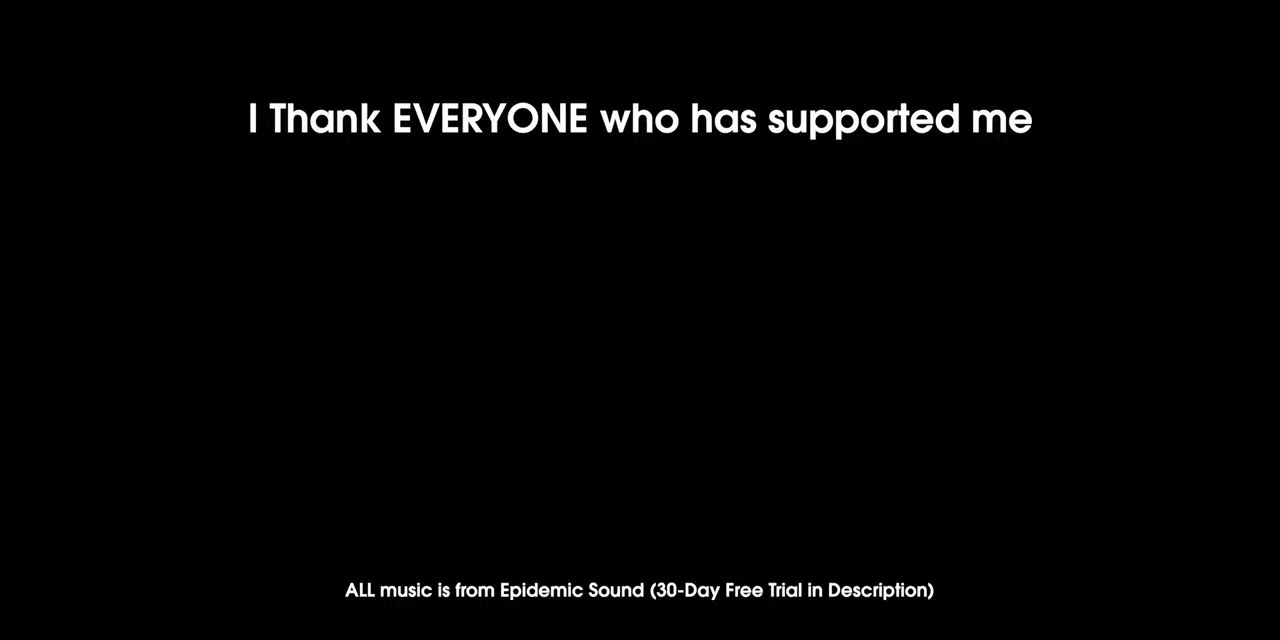 I Thank EVERYONE who has supported me
ALL music is from Epidemic Sound (30-Day Free Trial in Description)